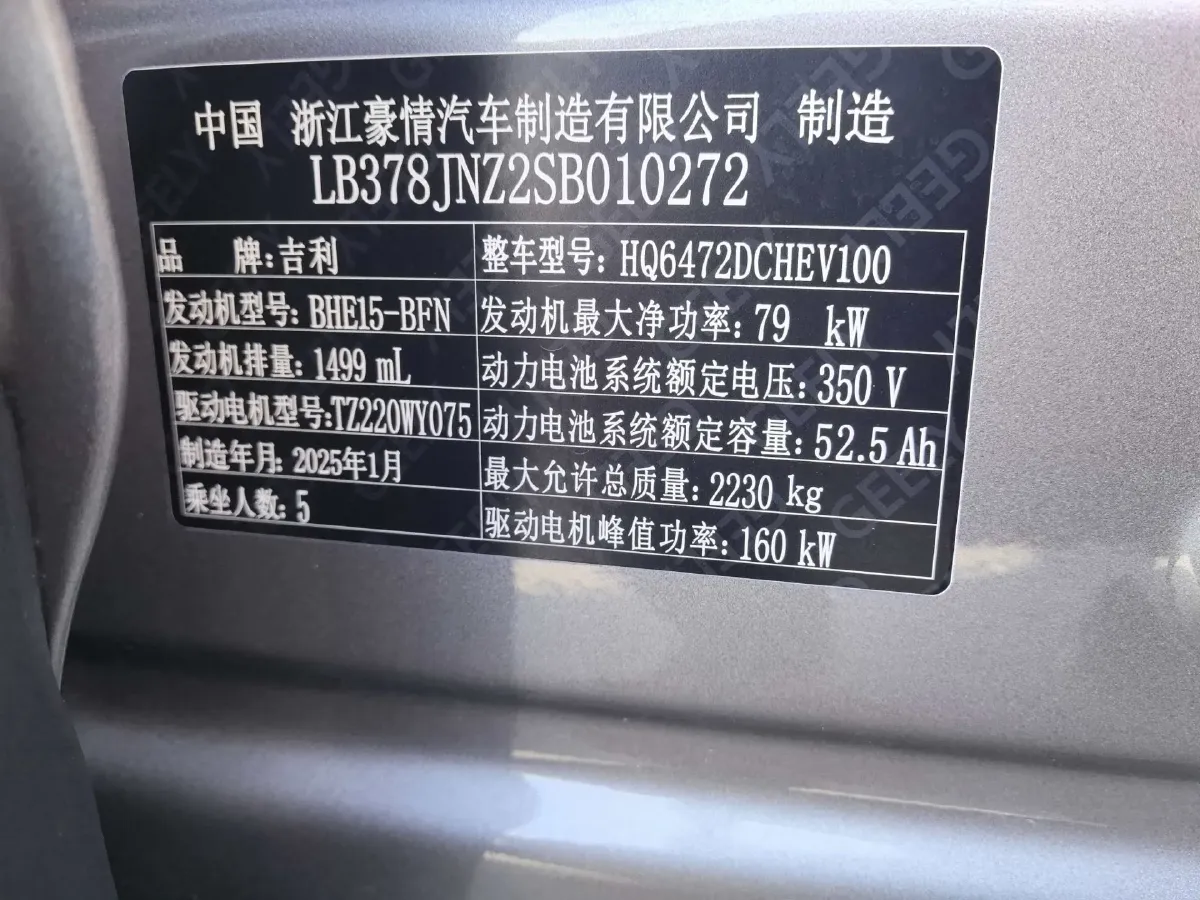 中国 浙江豪情汽车制造有限公司 制造
LB378JNZ2SB010272
品 牌:吉利
整车型号:HQ6472DCHEV100
发动机型号:BHE15-BFN
发动机最大净功率:79 kW
发动机排量:1499 mL
动力电池系统额定电压:350 V
驱动电机型号:TZ220WY075
动力电池系统额定容量:52.5 Ah
制造年月:2025年1月
最大允许总质量:2230 kg
乘坐人数:5
驱动电机峰值功率:160 kW